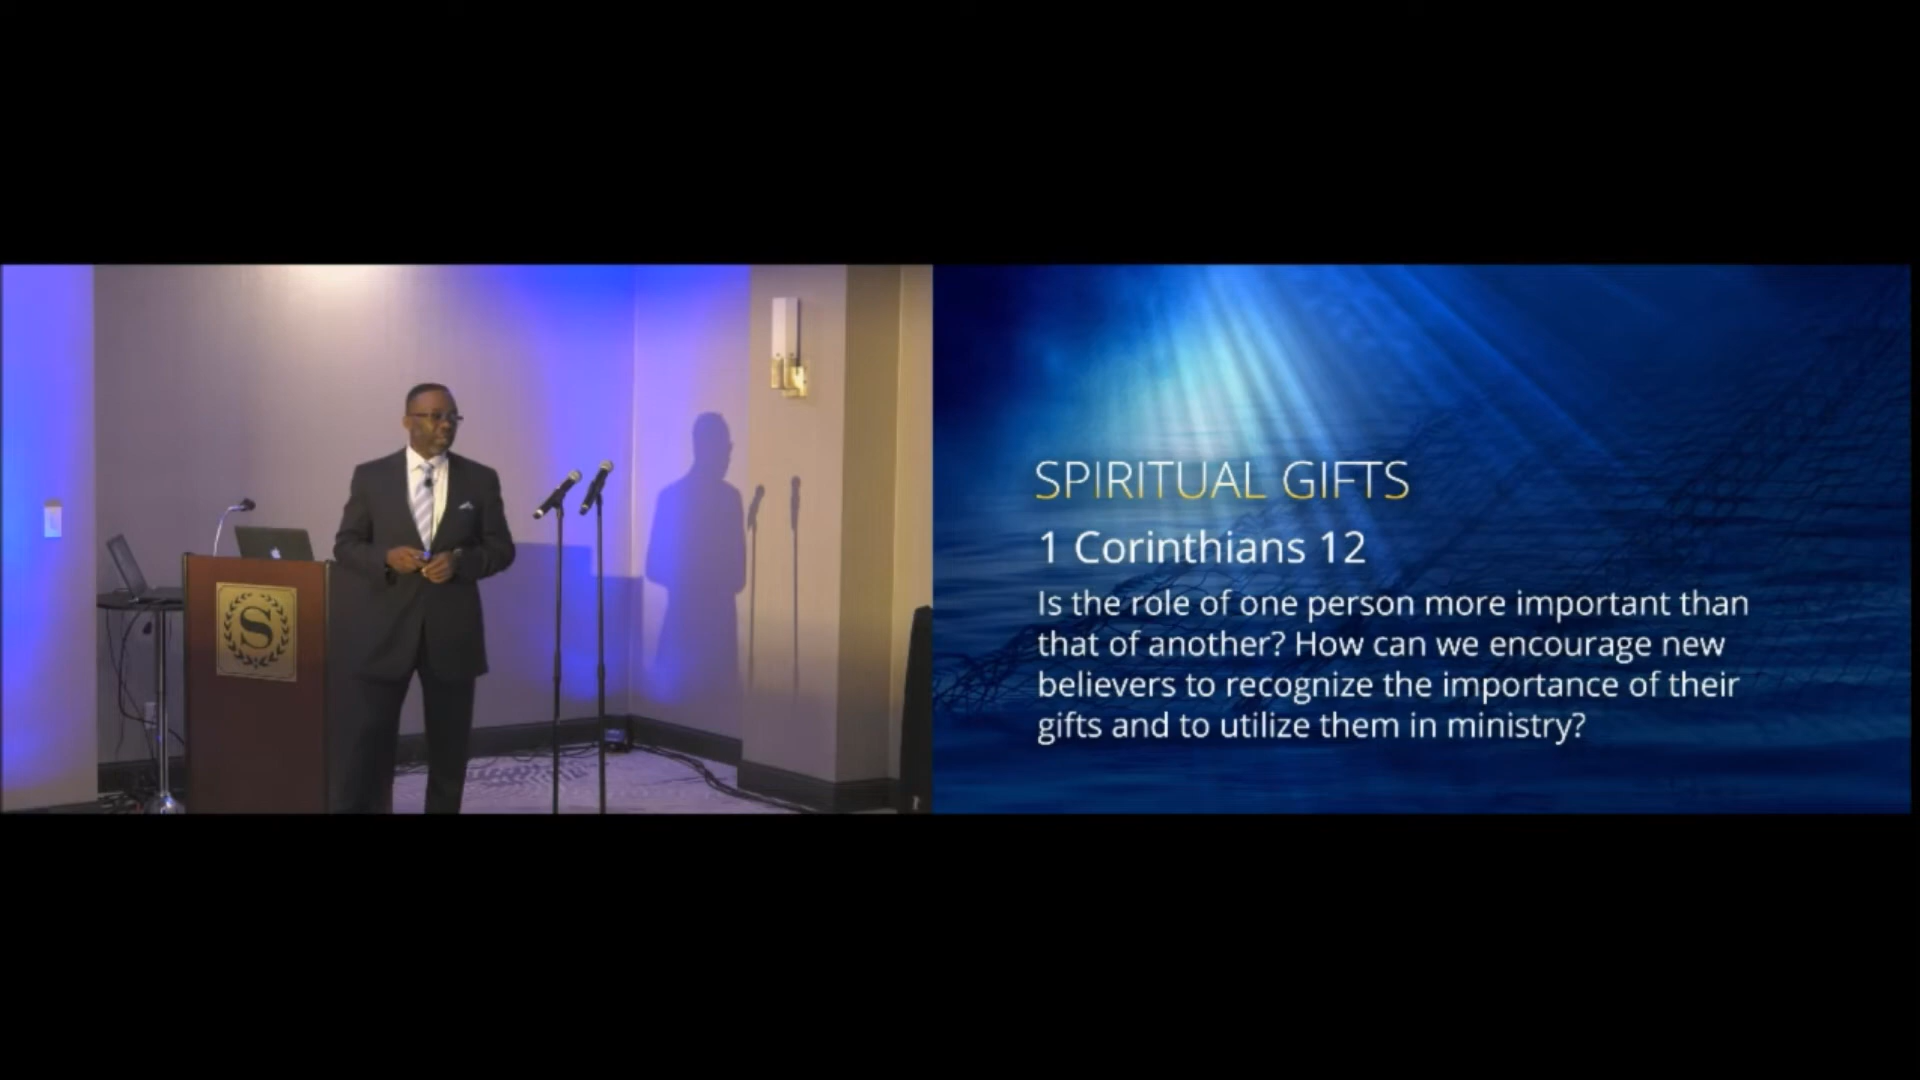 S
SPIRITUAL GIFTS
1 Corinthians 12
Is the role of one person more important than
that of another? How can we encourage new
believers to recognize the importance of their
gifts and to utilize them in ministry?